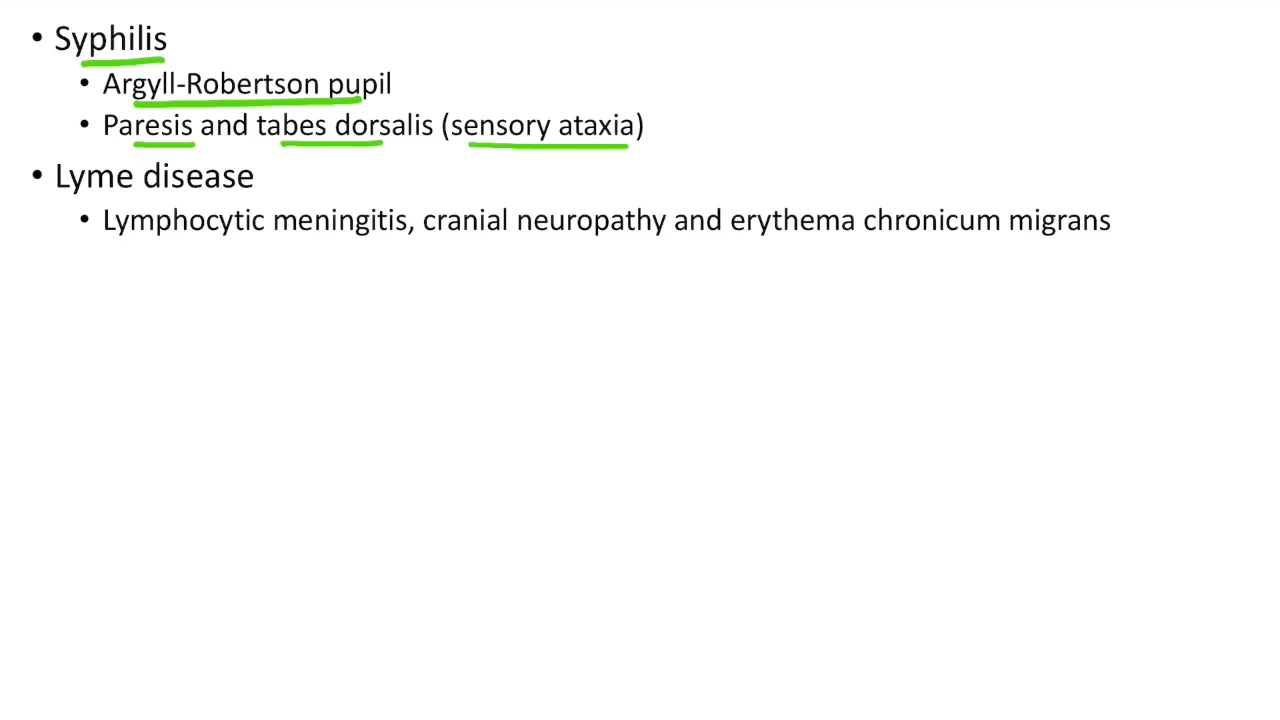 • Syphilis
• Argyll-Robertson pupil
• Paresis and tabes dorsalis (sensory ataxia)
• Lyme disease
• Lymphocytic meningitis, cranial neuropathy and erythema chronicum migrans